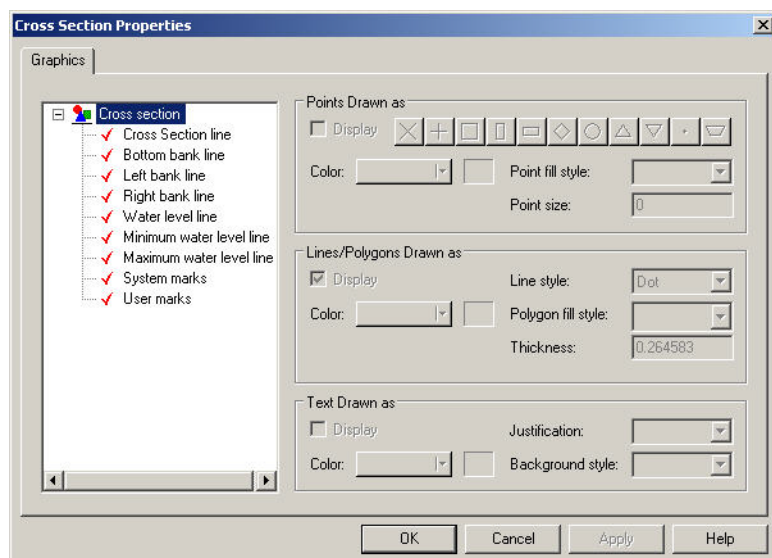 Cross Section Properties
Graphics
Cross section
Cross Section line
Bottom bank line
Left bank line
Right bank line
Water level line
Minimum water level line
Maximum water level line
System marks
User marks
Points Drawn as
Display
Color:
Point fill style:
Point size: 0
Lines/Polygons Drawn as
Display
Line style: Dot
Color:
Polygon fill style:
Thickness: 0.264583
Text Drawn as
Display
Justification:
Color:
Background style:
OK Cancel Apply Help